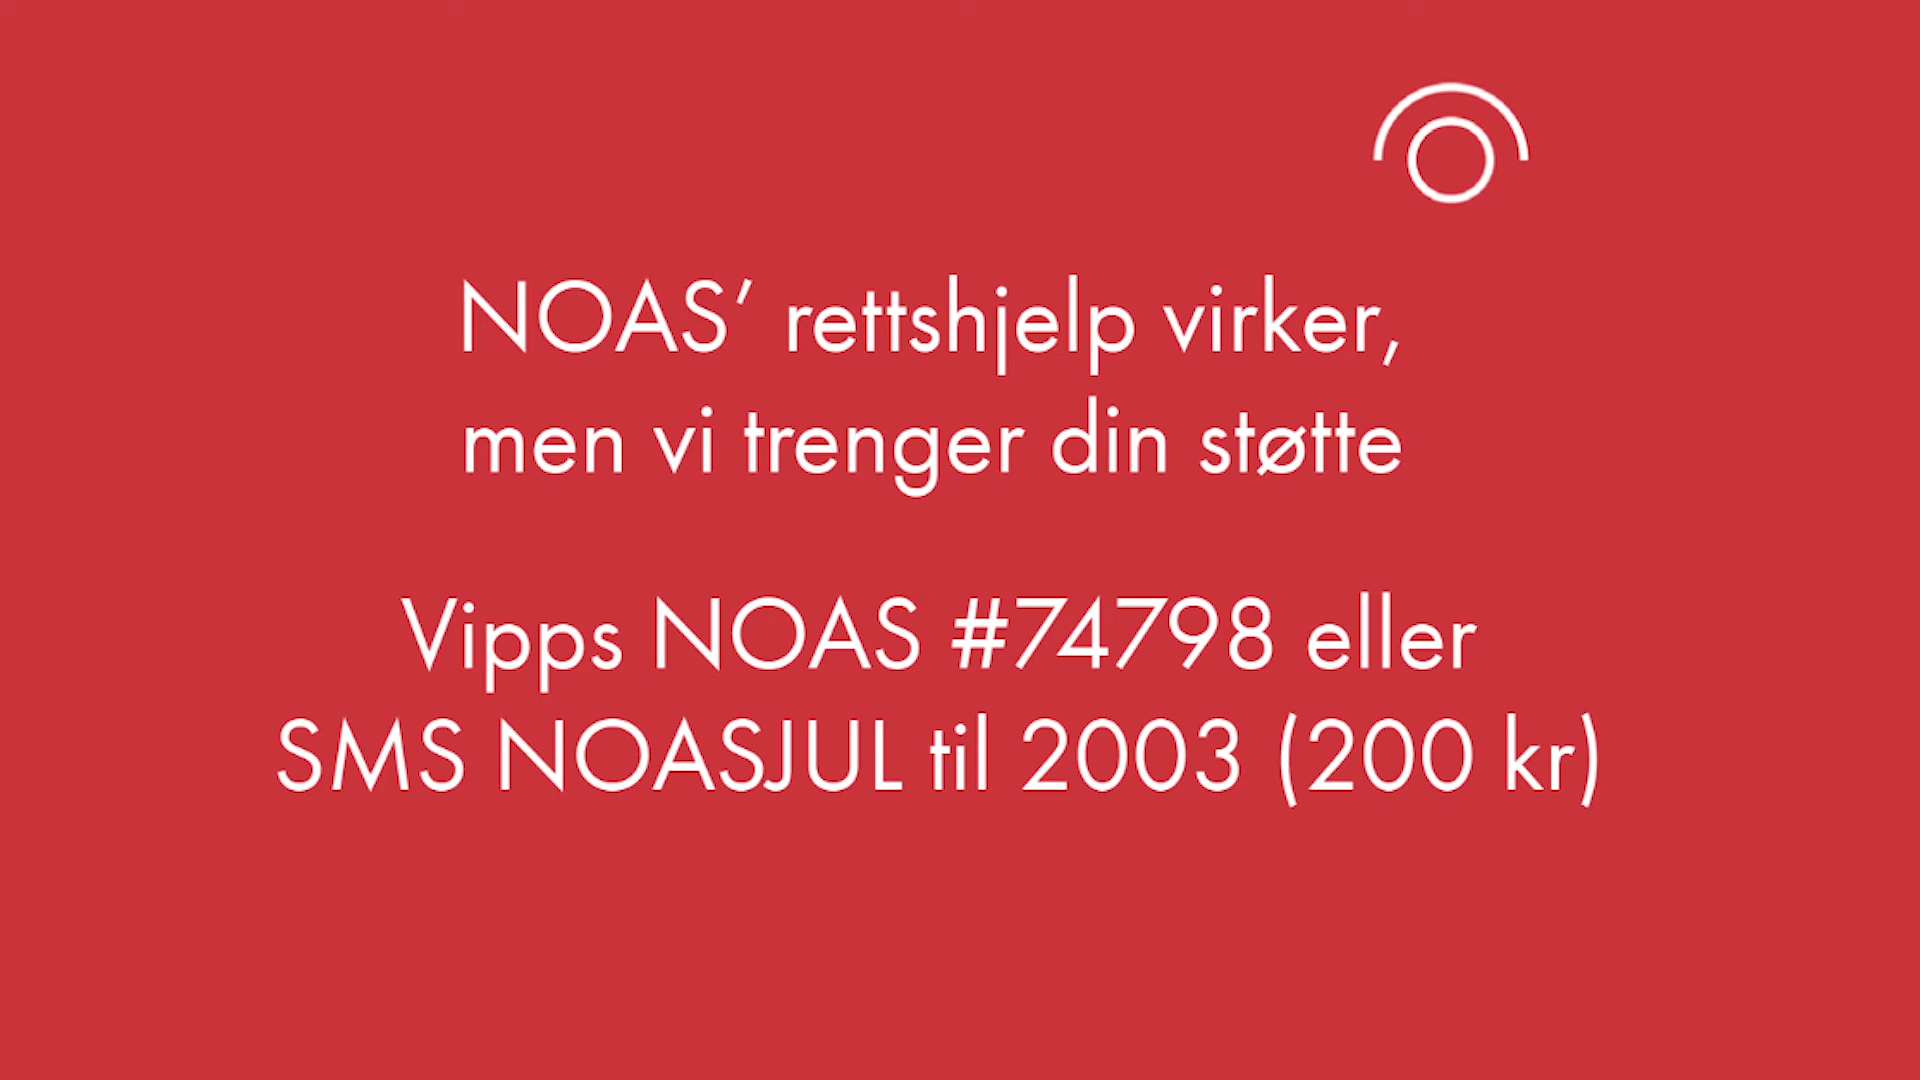 NOAS’ rettshjelp virker,
men vi trenger din støtte
Vipps NOAS #74798 eller
SMS NOASJUL til 2003 (200 kr)